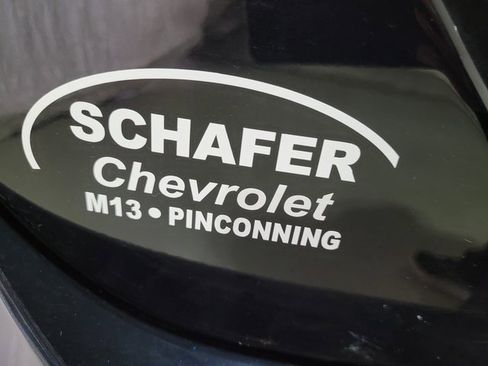 SCHAFER
Chevrolet
M13 • PINCONNING